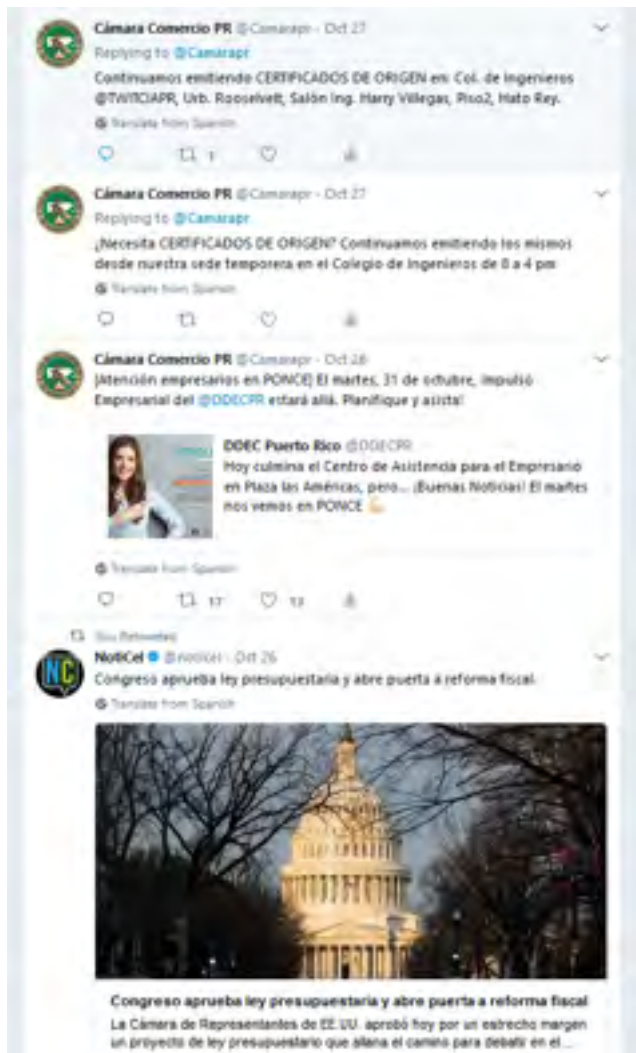 Cámara Comercio PR @Camarapr - Oct 27
Replying to @Camarapr
Continuamos emitiendo CERTIFICADOS DE ORIGEN en: Col. de Ingenieros
@TWITCIAPR, Urb. Roosevelt, Salón Ing. Harry Villegas, Piso2, Hato Rey.
Translate from Spanish
1
Cámara Comercio PR @Camarapr - Oct 27
Replying to @Camarapr
¿Necesita CERTIFICADOS DE ORIGEN? Continuamos emitiendo los mismos
desde nuestra sede temporera en el Colegio de Ingenieros de 8 a 4 pm
Translate from Spanish
Cámara Comercio PR @Camarapr - Oct 28
¡Atención empresarios en PONCE! El martes, 31 de octubre, Impulso
Empresarial del @DDECPR estará allá. Planifique y asista!
DDEC Puerto Rico @DDECPR
Hoy culmina el Centro de Asistencia para el Empresario
en Plaza las Américas, pero... ¡Buenas Noticias! El martes
nos vemos en PONCE 💪
Translate from Spanish
17 13
You Retweeted
NotiCel @noticel - Oct 26
NC
Congreso aprueba ley presupuestaria y abre puerta a reforma fiscal
Translate from Spanish
Congreso aprueba ley presupuestaria y abre puerta a reforma fiscal
La Cámara de Representantes de EE.UU. aprobó hoy por un estrecho margen
un proyecto de ley presupuestario que allana el camino para debatir en el...